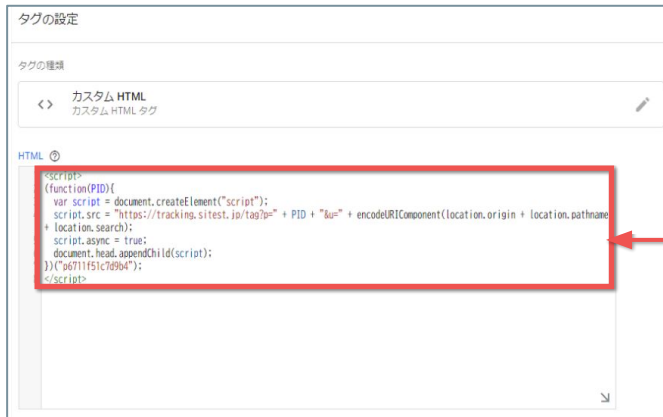 タグの設定
タグの種類
カスタム HTML
カスタム HTML タグ
HTML
<script>
(function(PID){
var script = document.createElement("script");
script.src = "https://tracking.sitest.jp/tag?p=" + PID + "&u=" + encodeURIComponent(location.origin + location.pathname
+ location.search);
script.async = true;
document.head.appendChild(script);
})("p6711f51c7d9b4");
</script>